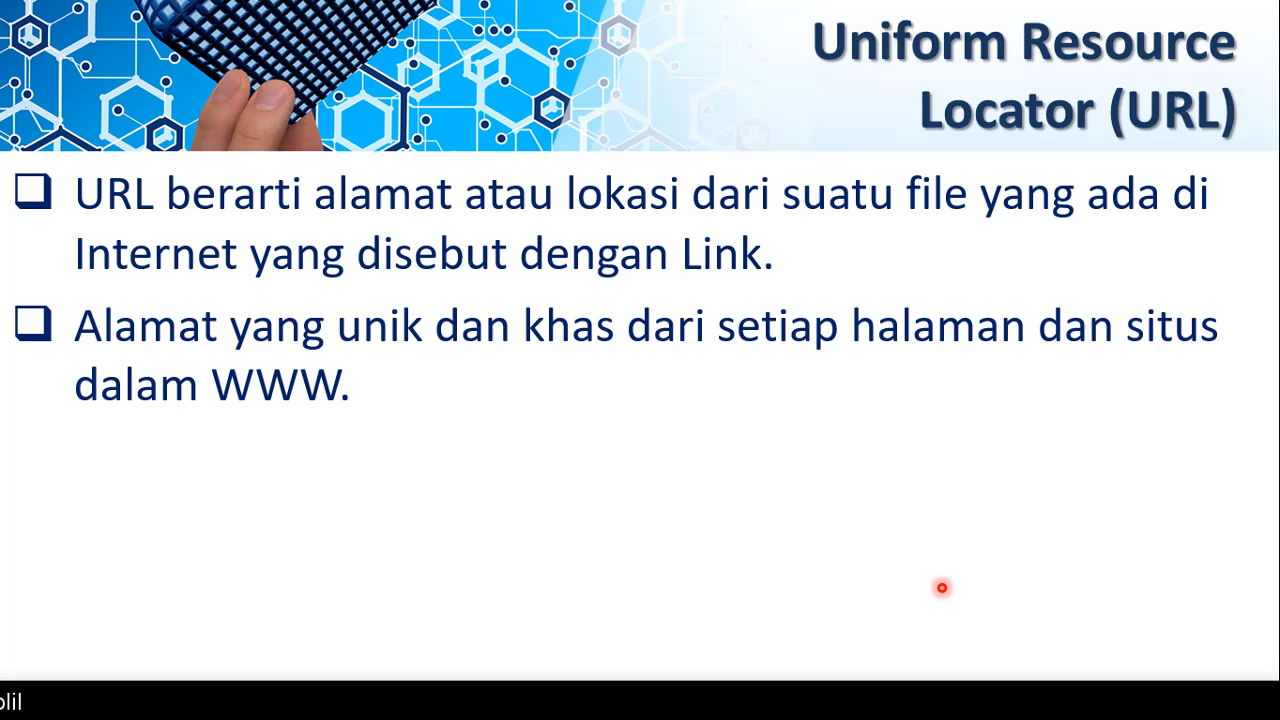 Uniform Resource
Locator (URL)
URL berarti alamat atau lokasi dari suatu file yang ada di
Internet yang disebut dengan Link.
Alamat yang unik dan khas dari setiap halaman dan situs
dalam WWW.